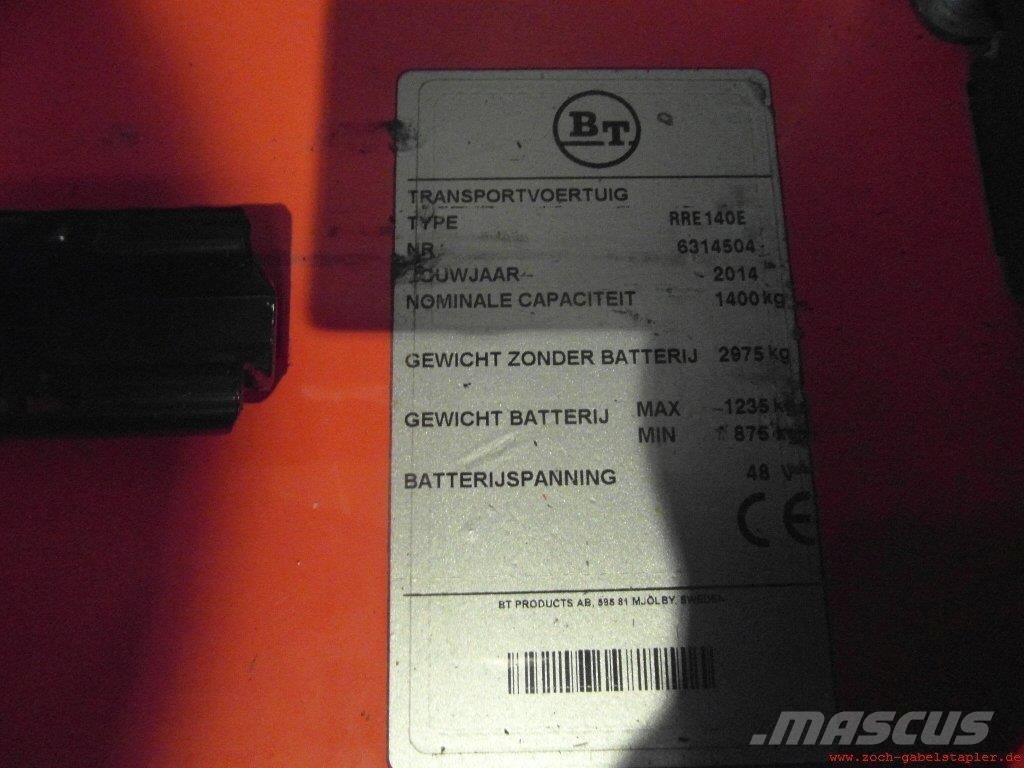 BT
TRANSPORTVOERTUIG
TYPE RRE140E
NR 6314504
BOUWJAAR 2014
NOMINALE CAPACITEIT 1400 kg
GEWICHT ZONDER BATTERIJ 2975 kg
GEWICHT BATTERIJ MAX 1235 kg
MIN 875 kg
BATTERIJSPANNING 48 V
CE
BT PRODUCTS AB, 595 81 MJÖLBY, SWEDEN
.MASCUS
www.zoch-gabelstapler.de